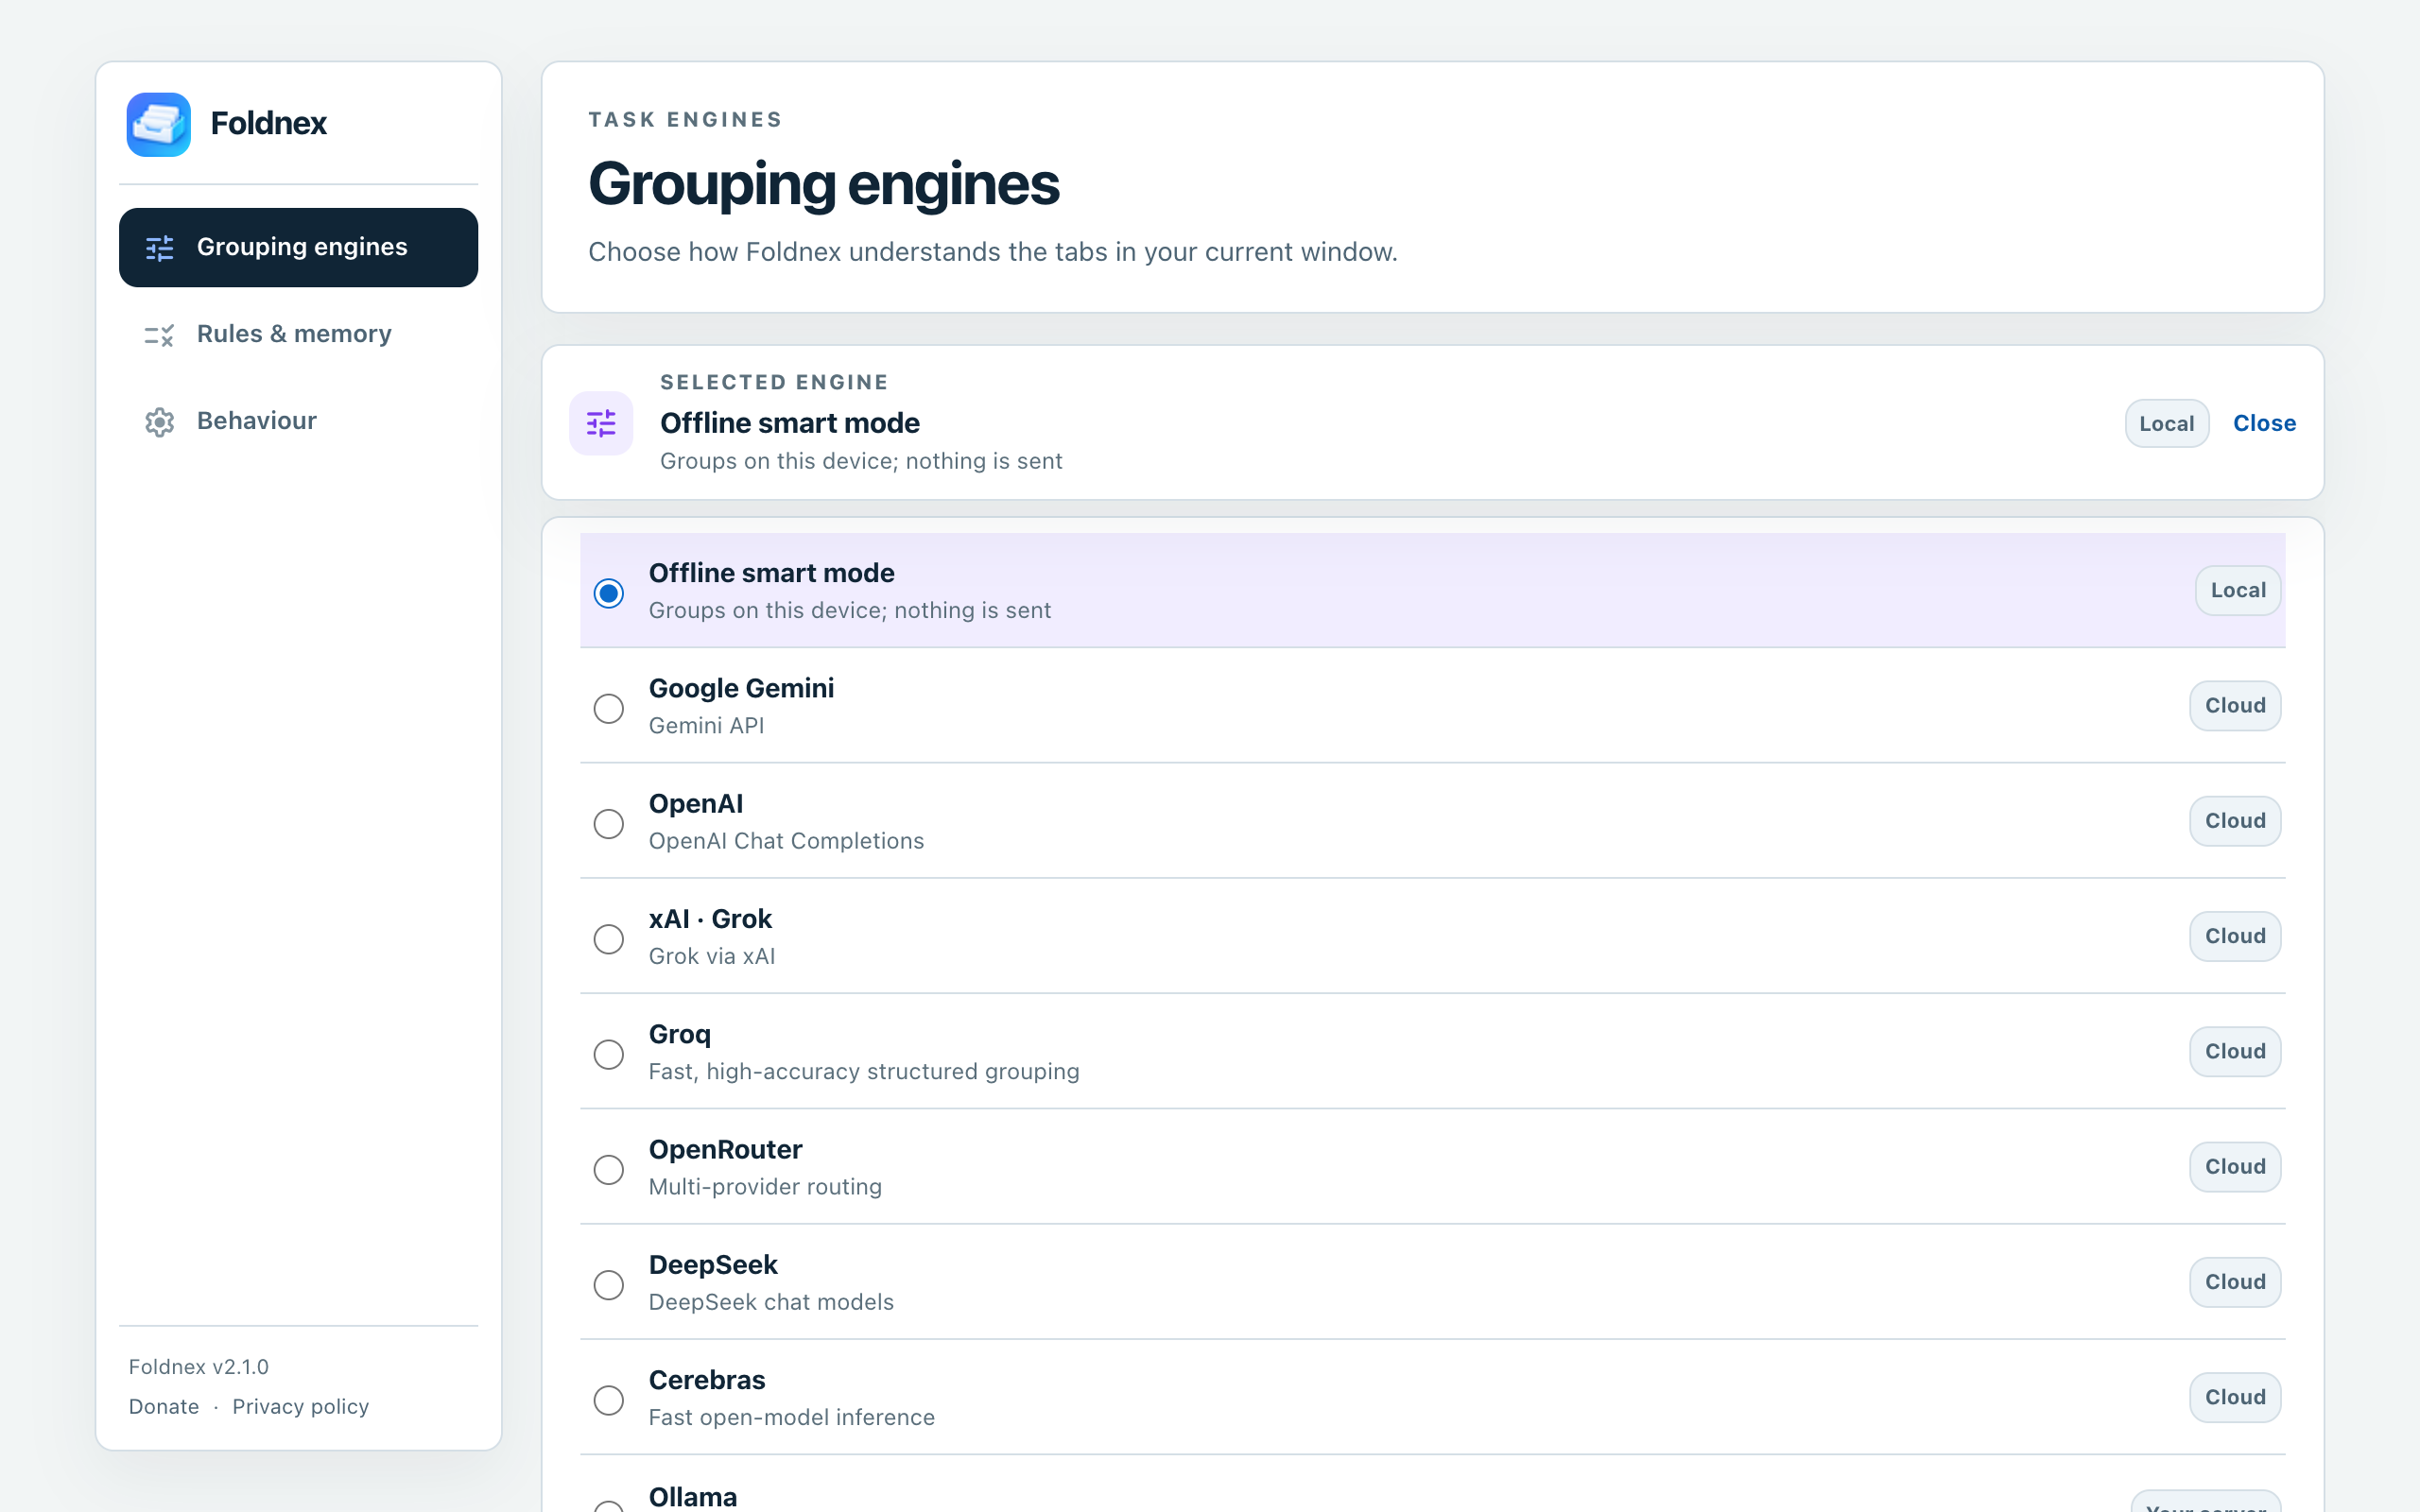 Foldnex
Grouping engines
Rules & memory
Behaviour
Foldnex v2.1.0
Donate · Privacy policy
TASK ENGINES
Grouping engines
Choose how Foldnex understands the tabs in your current window.
SELECTED ENGINE
Offline smart mode
Groups on this device; nothing is sent
Local
Close
Offline smart mode
Groups on this device; nothing is sent
Local
Google Gemini
Gemini API
Cloud
OpenAI
OpenAI Chat Completions
Cloud
xAI · Grok
Grok via xAI
Cloud
Groq
Fast, high-accuracy structured grouping
Cloud
OpenRouter
Multi-provider routing
Cloud
DeepSeek
DeepSeek chat models
Cloud
Cerebras
Fast open-model inference
Cloud
Ollama
Your server